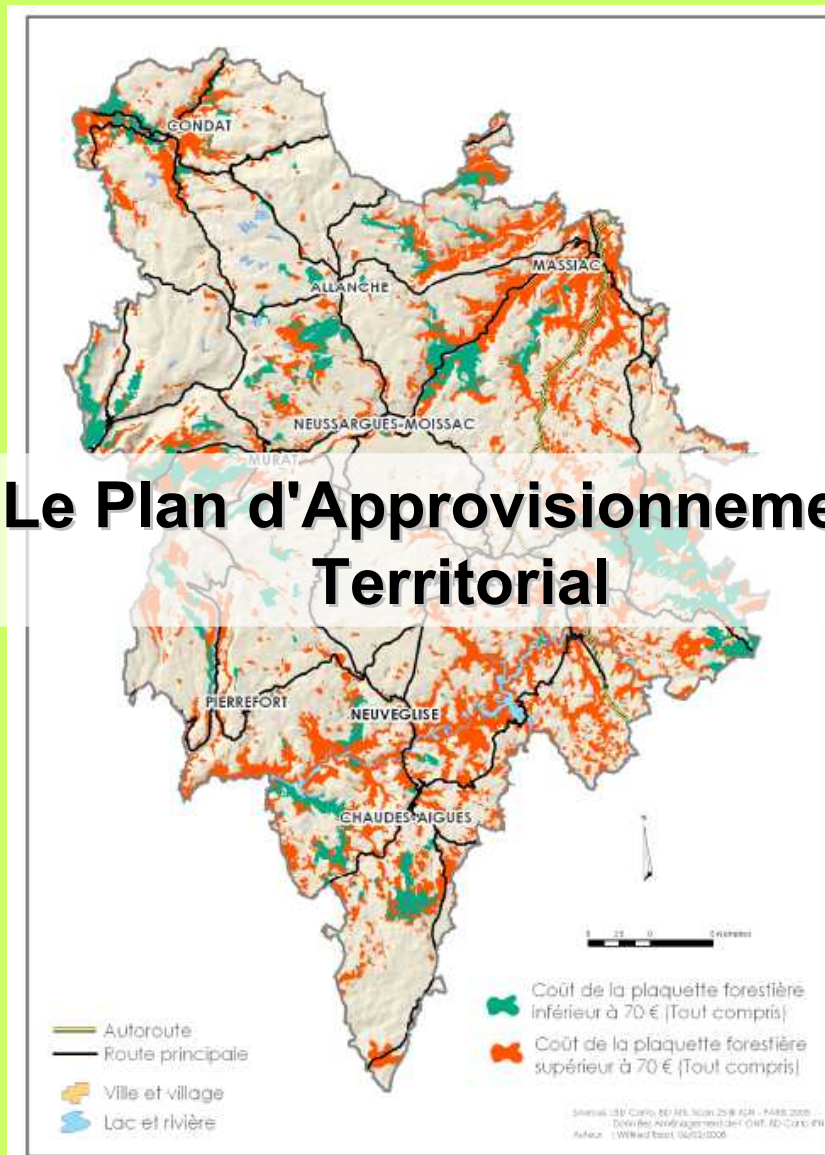 CONDAT
MASSIAC
ALLANCHE
NEUSSARGUES-MOISSAC
MURAT
Le Plan d'Approvisionneme
Territorial
PIERREFORT
NEUVEGLISE
CHAUDES-AIGUES
Coût de la plaquette forestière
inférieur à 70 € (Tout compris)
Coût de la plaquette forestière
supérieur à 70 € (Tout compris)
Autoroute
Route principale
Ville et village
Lac et rivière